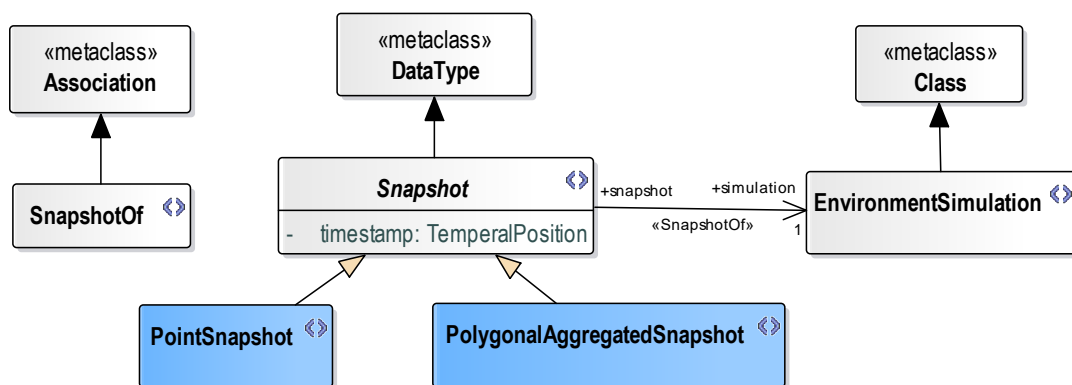 «metaclass»
Association
«metaclass»
DataType
«metaclass»
Class
SnapshotOf
Snapshot
- timestamp: TemperalPosition
+snapshot
+simulation
«SnapshotOf»
1
EnvironmentSimulation
PointSnapshot
PolygonalAggregatedSnapshot